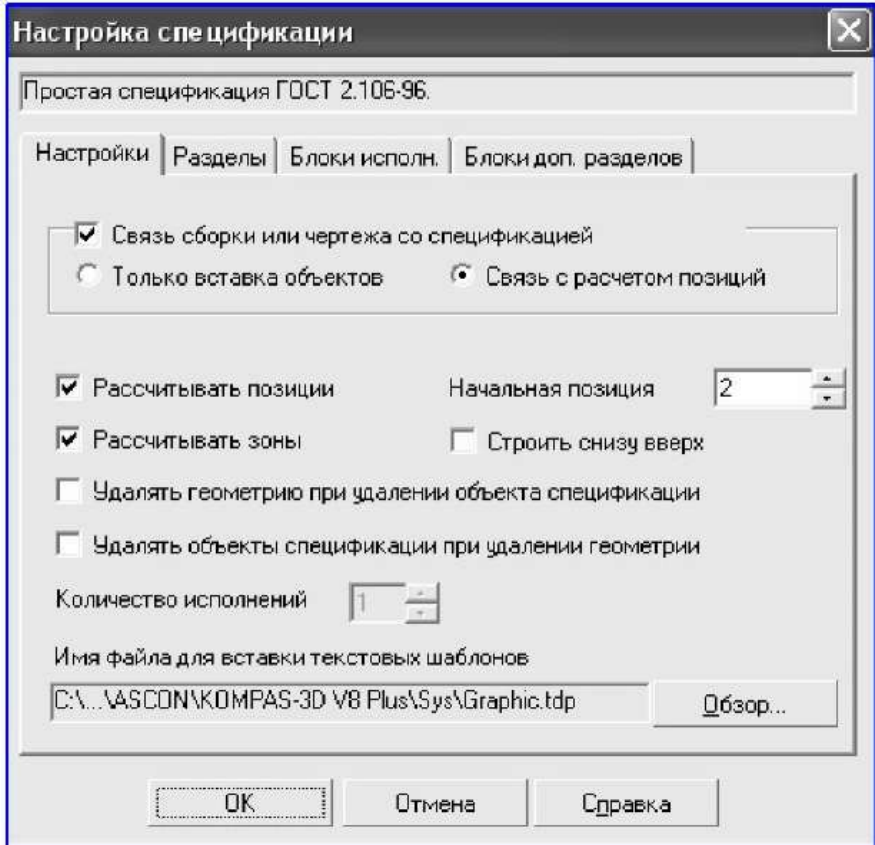 Настройка спецификации
Простая спецификация ГОСТ 2.106-96.
Настройки Разделы Блоки исполн. Блоки доп. разделов
Связь сборки или чертежа со спецификацией
Только вставка объектов Связь с расчетом позиций
Рассчитывать позиции Начальная позиция 2
Рассчитывать зоны Строить снизу вверх
Удалять геометрию при удалении объекта спецификации
Удалять объекты спецификации при удалении геометрии
Количество исполнений 1
Имя файла для вставки текстовых шаблонов
C:\...\ASCON\KOMPAS-3D V8 Plus\Sys\Graphic.tdp Обзор...
OK Отмена Справка